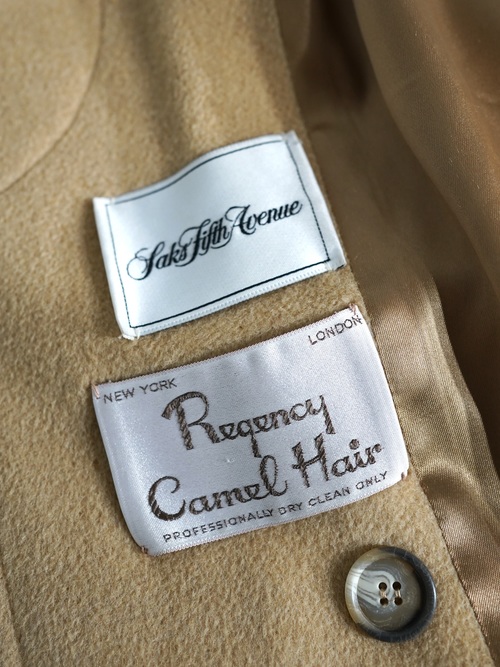 Saks Fifth Avenue
NEW YORK
LONDON
Regency
Camel Hair
PROFESSIONALLY DRY CLEAN ONLY